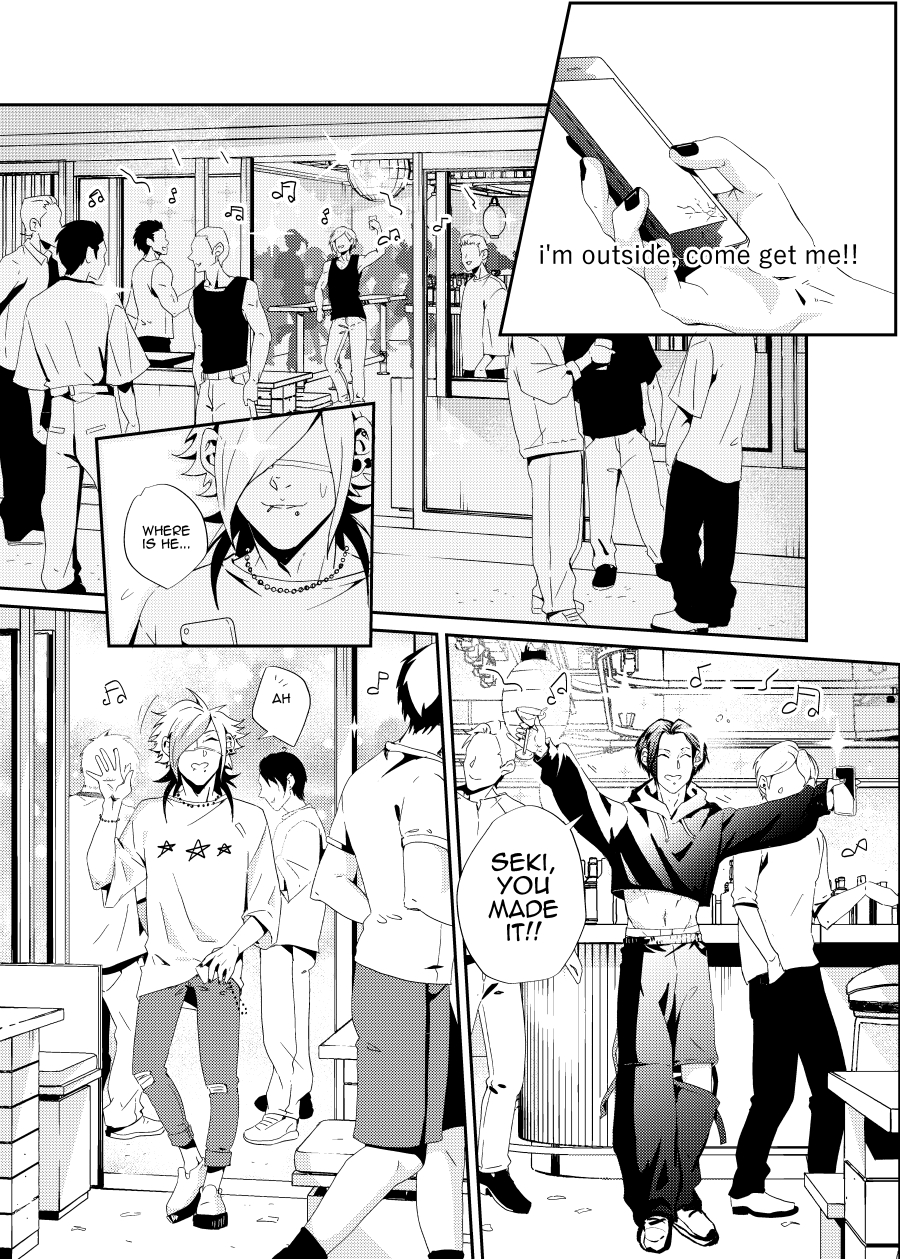 i'm outside, come get me!!
WHERE
IS HE...
AH
SEKI,
YOU
MADE
IT!!